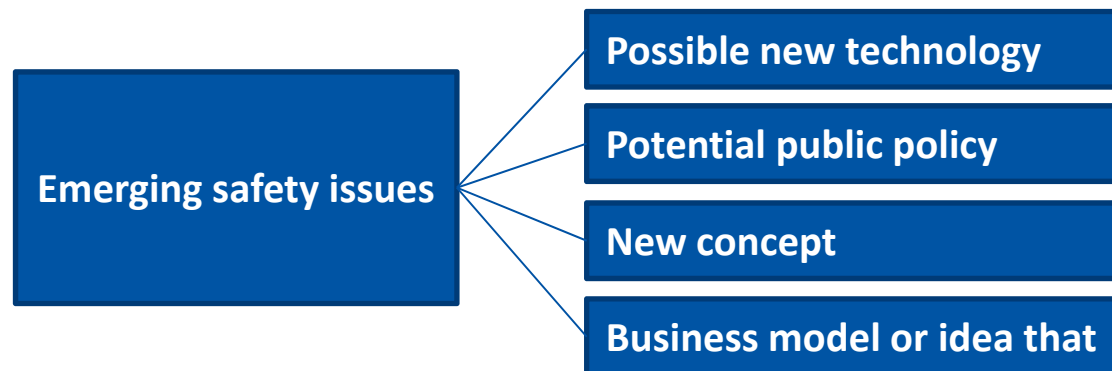 Emerging safety issues
Possible new technology
Potential public policy
New concept
Business model or idea that